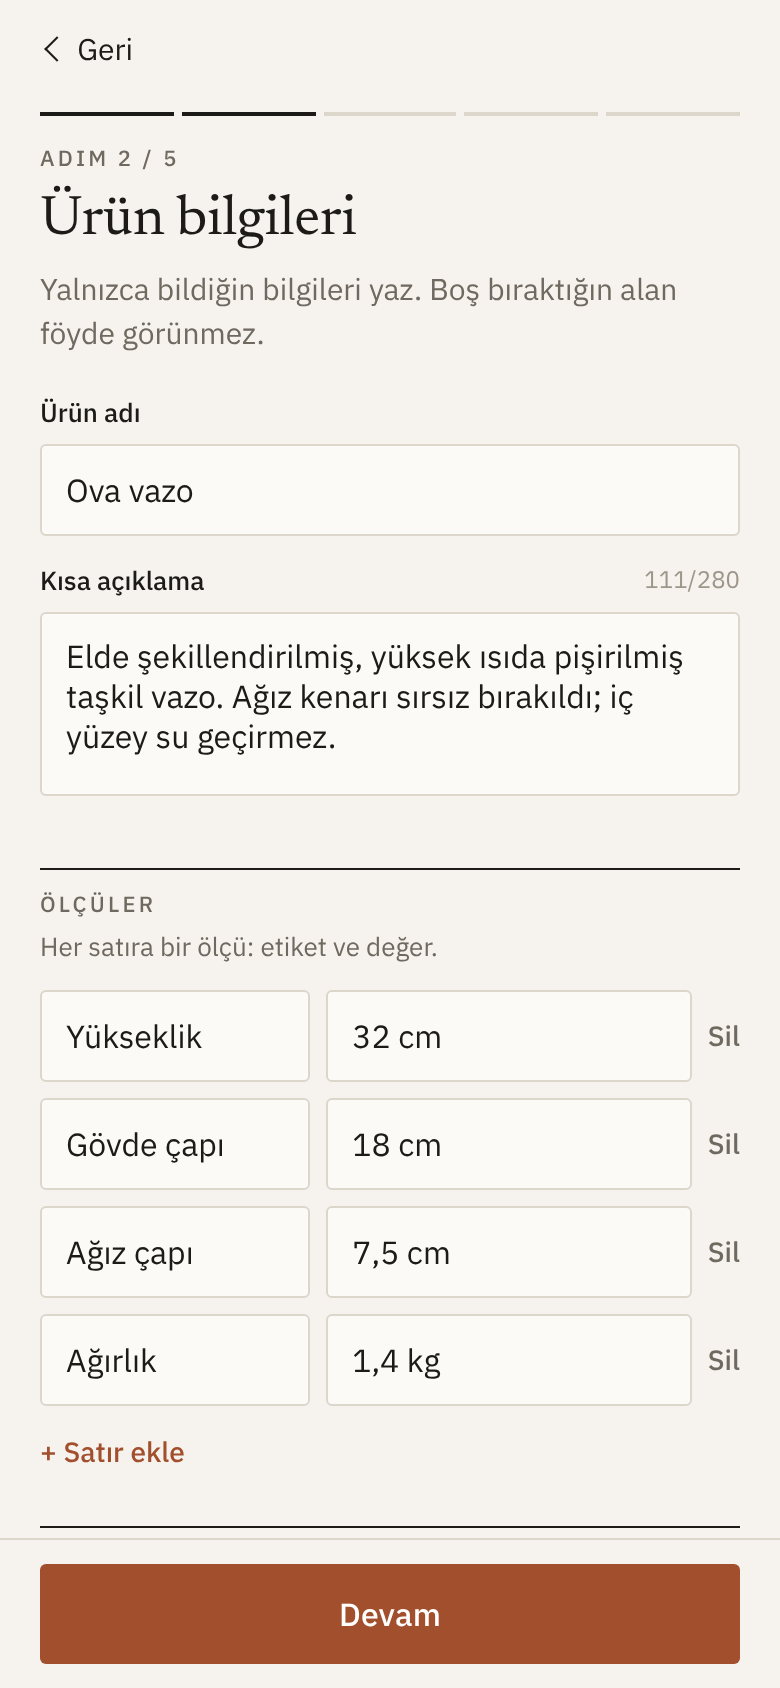 Geri
ADIM 2 / 5
Ürün bilgileri
Yalnızca bildiğin bilgileri yaz. Boş bıraktığın alan
föyde görünmez.
Ürün adı
Ova vazo
Kısa açıklama 111/280
Elde şekillendirilmiş, yüksek ısıda pişirilmiş
taşkil vazo. Ağız kenarı sırsız bırakıldı; iç
yüzey su geçirmez.
ÖLÇÜLER
Her satıra bir ölçü: etiket ve değer.
Yükseklik 32 cm Sil
Gövde çapı 18 cm Sil
Ağız çapı 7,5 cm Sil
Ağırlık 1,4 kg Sil
+ Satır ekle
Devam